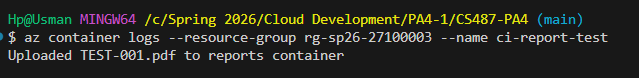 Hp@Usman MINGW64 /c/Spring 2026/Cloud Development/PA4-1/CS487-PA4 (main)
$ az container logs --resource-group rg-sp26-27100003 --name ci-report-test
Uploaded TEST-001.pdf to reports container